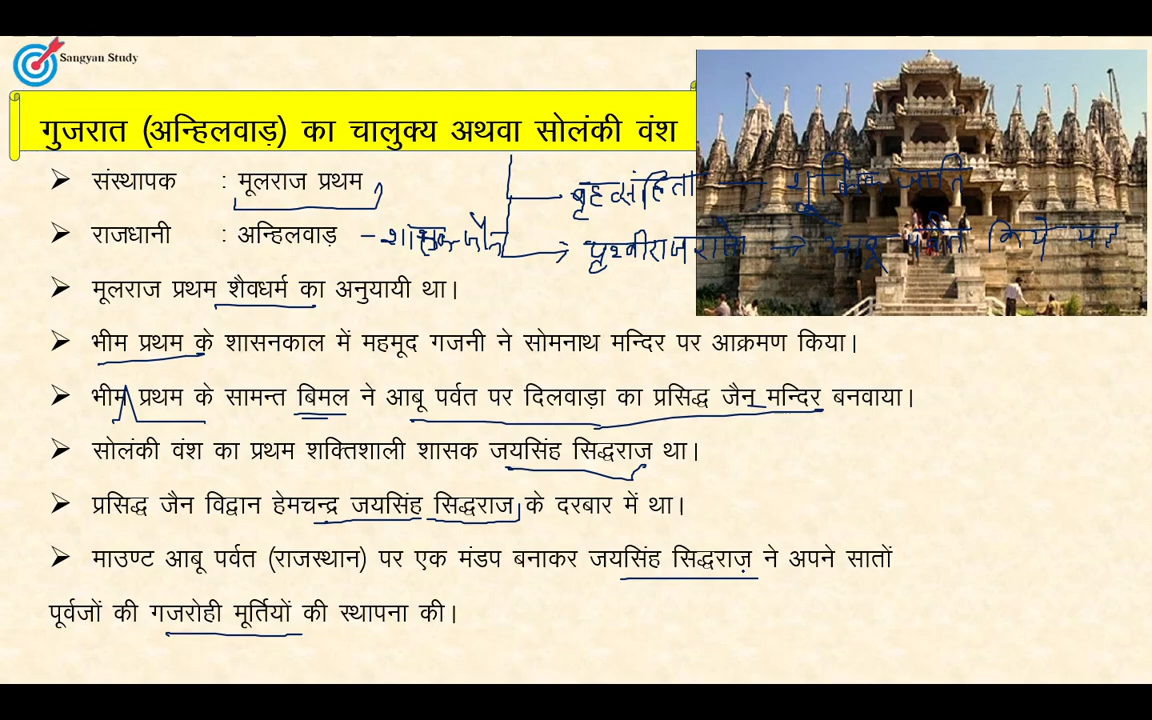 Sangyan Study
गुजरात (अन्हिलवाड़) का चालुक्य अथवा सोलंकी वंश
➤ संस्थापक : मूलराज प्रथम
बृहत्संहिता — जाति
➤ राजधानी : अन्हिलवाड़ –
पृथ्वीराजरासो → पर्वत किये यज्ञ
➤ मूलराज प्रथम शैवधर्म का अनुयायी था।
➤ भीम प्रथम के शासनकाल में महमूद गजनी ने सोमनाथ मन्दिर पर आक्रमण किया।
➤ भीम प्रथम के सामन्त बिमल ने आबू पर्वत पर दिलवाड़ा का प्रसिद्ध जैन मन्दिर बनवाया।
➤ सोलंकी वंश का प्रथम शक्तिशाली शासक जयसिंह सिद्धराज था।
➤ प्रसिद्ध जैन विद्वान हेमचन्द्र जयसिंह सिद्धराज के दरबार में था।
➤ माउण्ट आबू पर्वत (राजस्थान) पर एक मंडप बनाकर जयसिंह सिद्धराज़ ने अपने सातों
पूर्वजों की गजरोही मूर्तियों की स्थापना की।